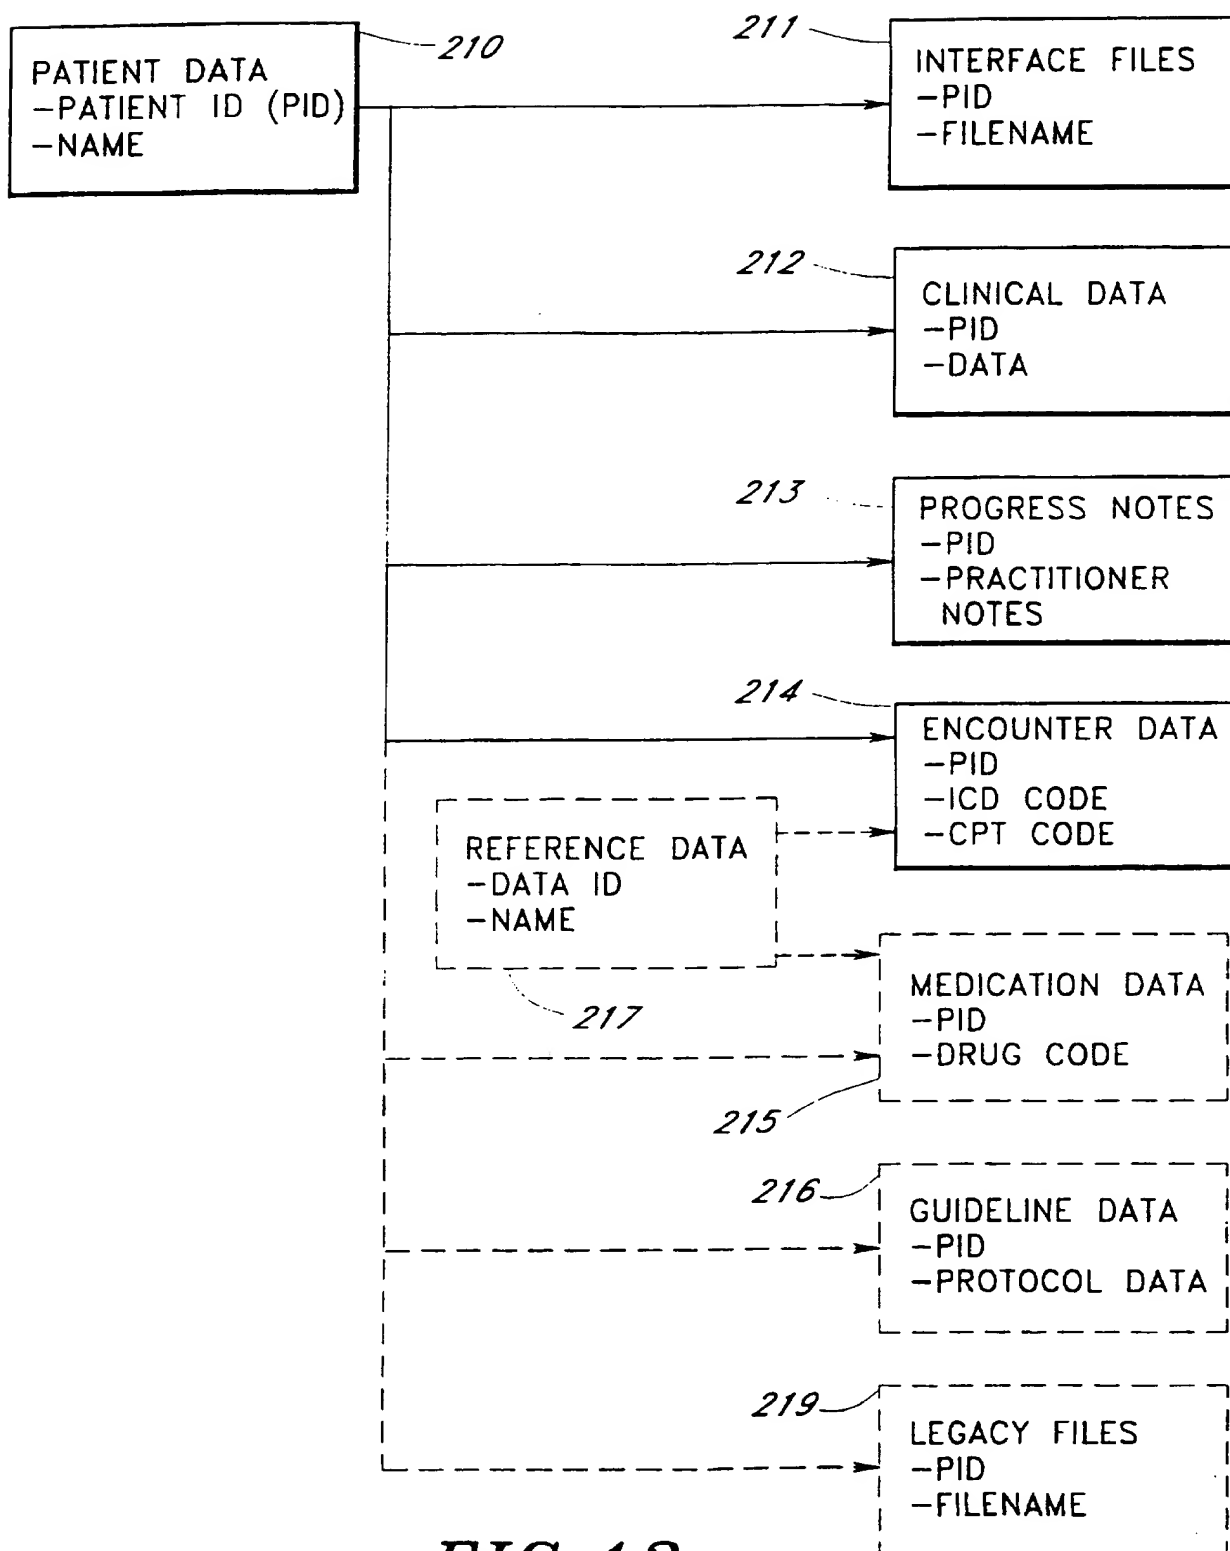 210
PATIENT DATA
-PATIENT ID (PID)
-NAME
211
INTERFACE FILES
-PID
-FILENAME
212
CLINICAL DATA
-PID
-DATA
213
PROGRESS NOTES
-PID
-PRACTITIONER
NOTES
214
ENCOUNTER DATA
-PID
-ICD CODE
-CPT CODE
REFERENCE DATA
-DATA ID
-NAME
217
MEDICATION DATA
-PID
-DRUG CODE
215
216
GUIDELINE DATA
-PID
-PROTOCOL DATA
219
LEGACY FILES
-PID
-FILENAME